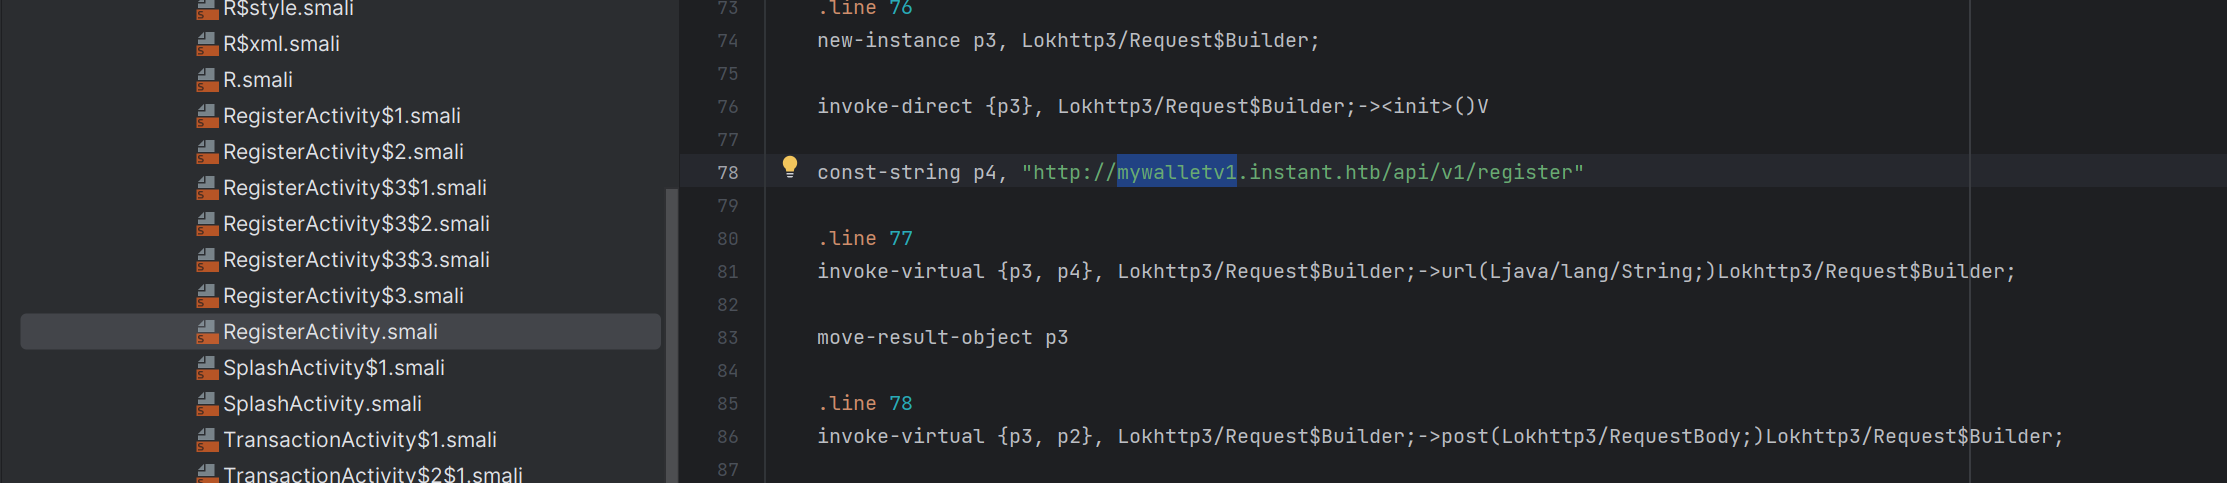 R$style.smali
R$xml.smali
R.smali
RegisterActivity$1.smali
RegisterActivity$2.smali
RegisterActivity$3$1.smali
RegisterActivity$3$2.smali
RegisterActivity$3$3.smali
RegisterActivity$3.smali
RegisterActivity.smali
SplashActivity$1.smali
SplashActivity.smali
TransactionActivity$1.smali
TransactionActivity$2$1.smali
73 .line 76
74 new-instance p3, Lokhttp3/Request$Builder;
75
76 invoke-direct {p3}, Lokhttp3/Request$Builder;-><init>()V
77
78 const-string p4, "http://mywalletv1.instant.htb/api/v1/register"
79
80 .line 77
81 invoke-virtual {p3, p4}, Lokhttp3/Request$Builder;->url(Ljava/lang/String;)Lokhttp3/Request$Builder;
82
83 move-result-object p3
84
85 .line 78
86 invoke-virtual {p3, p2}, Lokhttp3/Request$Builder;->post(Lokhttp3/RequestBody;)Lokhttp3/Request$Builder;
87